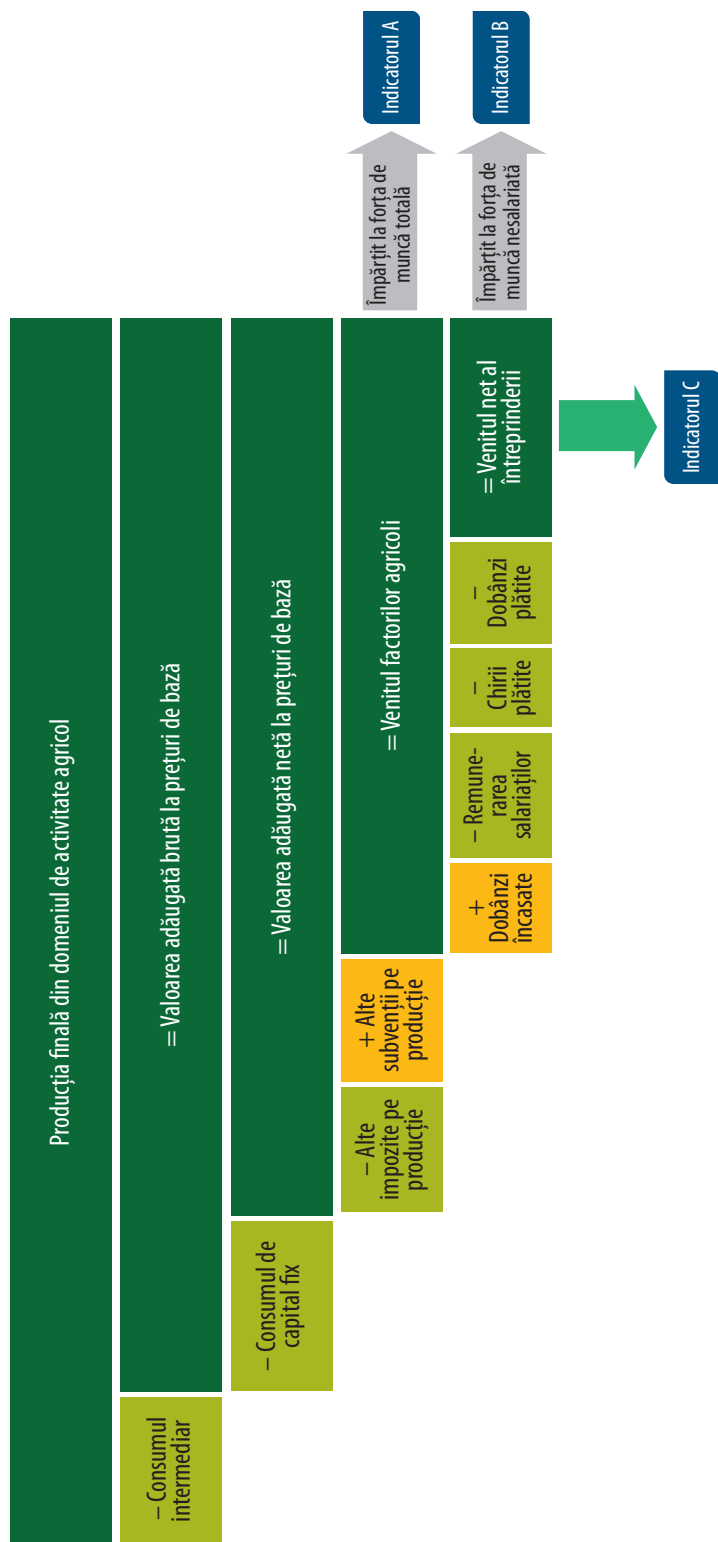 Producția finală din domeniul de activitate agricol
– Consumul
intermediar
= Valoarea adăugată brută la prețuri de bază
– Consumul de
capital fix
= Valoarea adăugată netă la prețuri de bază
– Alte
impozite pe
producție
+ Alte
subvenții pe
producție
= Venitul factorilor agricoli
Împărțit la forța de
muncă totală
Indicatorul A
+
Dobânzi
încasate
– Remune-
rarea
salariaților
–
Chirii
plătite
–
Dobânzi
plătite
= Venitul net al
întreprinderii
Împărțit la forța de
muncă nesalariată
Indicatorul B
Indicatorul C